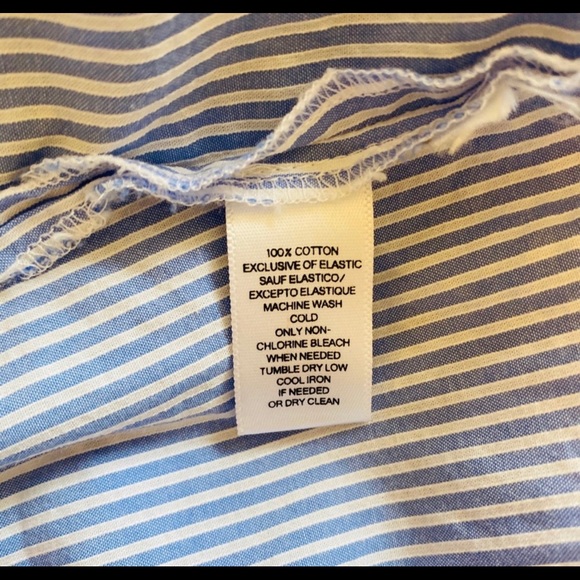 100% COTTON
EXCLUSIVE OF ELASTIC
SAUF ELASTICO/
EXCEPTO ELASTIQUE
MACHINE WASH
COLD
ONLY NON-
CHLORINE BLEACH
WHEN NEEDED
TUMBLE DRY LOW
COOL IRON
IF NEEDED
OR DRY CLEAN